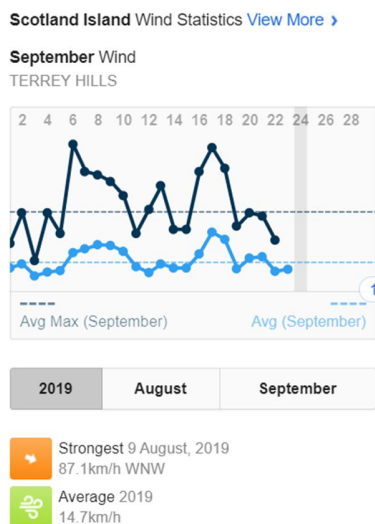 Scotland Island Wind Statistics View More >
September Wind
TERREY HILLS
2 4 6 8 10 12 14 16 18 20 22 24 26 28
1
Avg Max (September) Avg (September)
2019 August September
Strongest 9 August, 2019
87.1km/h WNW
Average 2019
14.7km/h